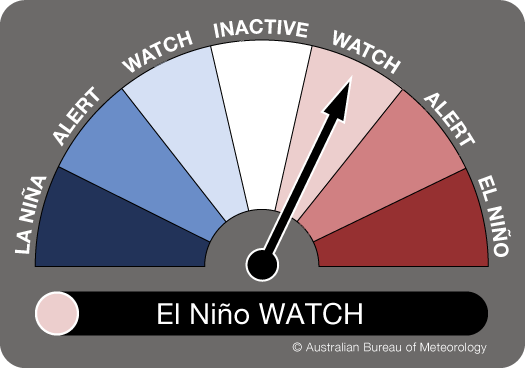 LA NIÑA
ALERT
WATCH
INACTIVE
WATCH
ALERT
EL NIÑO
El Niño WATCH
© Australian Bureau of Meteorology